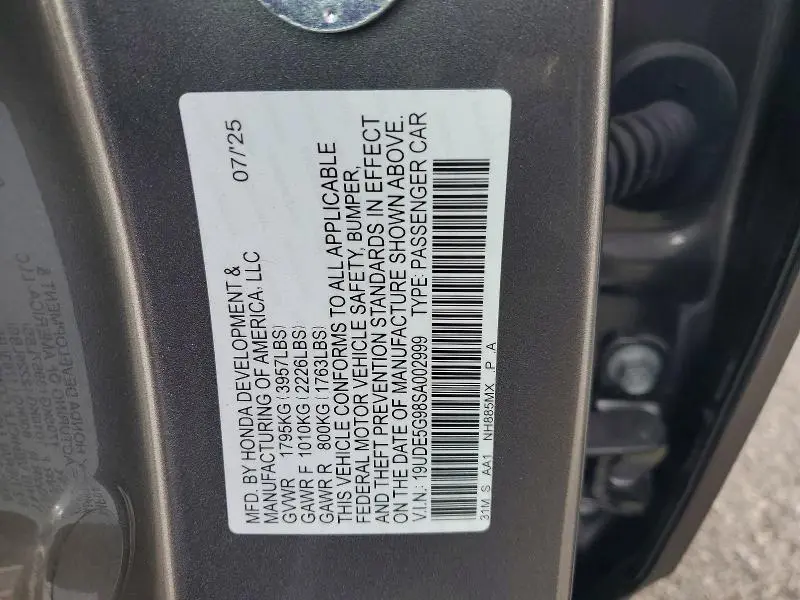 07/'25
MFD. BY HONDA DEVELOPMENT &
MANUFACTURING OF AMERICA, LLC
GVWR 1795KG (3957LBS)
GAWR F 1010KG (2226LBS)
GAWR R 800KG (1763LBS)
THIS VEHICLE CONFORMS TO ALL APPLICABLE
FEDERAL MOTOR VEHICLE SAFETY, BUMPER,
AND THEFT PREVENTION STANDARDS IN EFFECT
ON THE DATE OF MANUFACTURE SHOWN ABOVE.
V.I.N.: 19UDE5G98SA002999 TYPE: PASSENGER CAR
31M S AA1 NH885MX .P .A